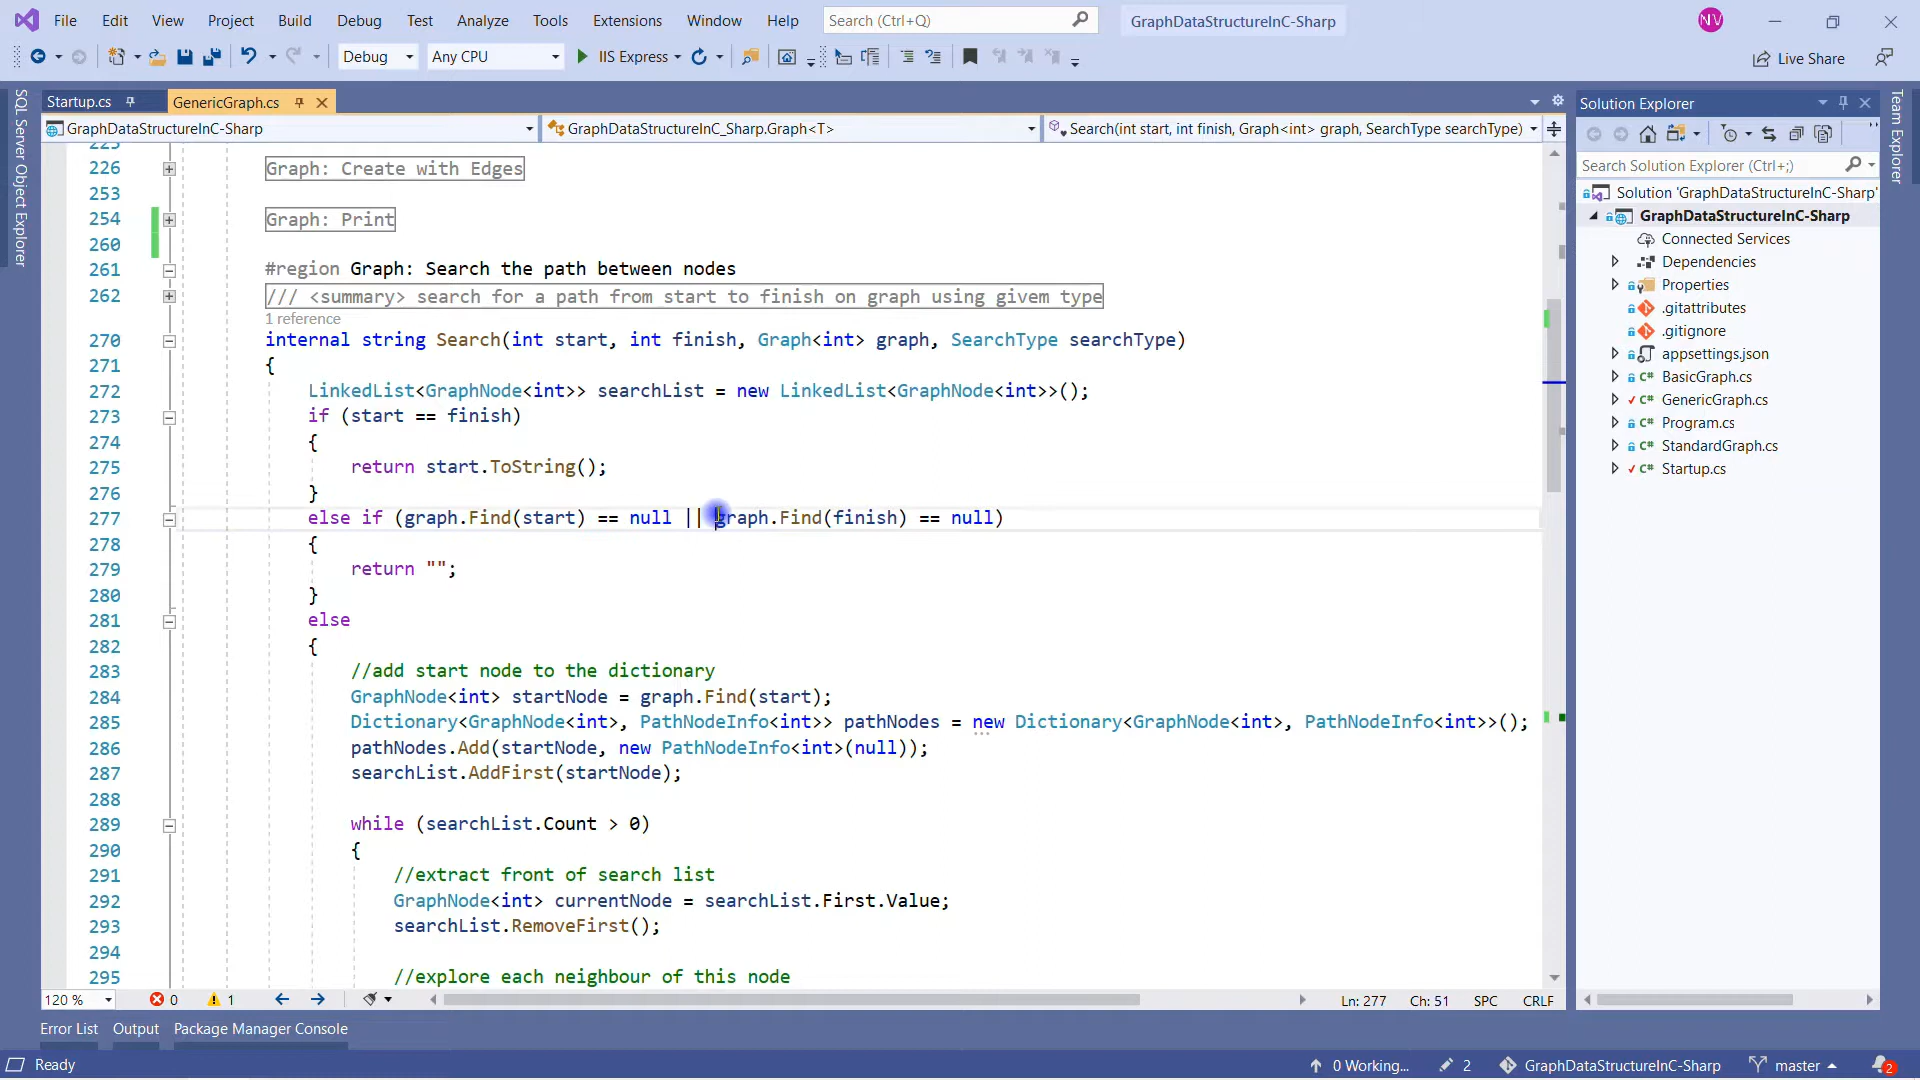 File Edit View Project Build Debug Test Analyze Tools Extensions Window Help Search (Ctrl+Q) GraphDataStructureInC-Sharp NV
Debug Any CPU IIS Express Live Share
SQL Server Object Explorer
Startup.cs GenericGraph.cs
GraphDataStructureInC-Sharp GraphDataStructureInC_Sharp.Graph<T> Search(int start, int finish, Graph<int> graph, SearchType searchType)
225
226 Graph: Create with Edges
253
254 Graph: Print
260
261 #region Graph: Search the path between nodes
262 /// <summary> search for a path from start to finish on graph using givem type
1 reference
270 internal string Search(int start, int finish, Graph<int> graph, SearchType searchType)
271 {
272 LinkedList<GraphNode<int>> searchList = new LinkedList<GraphNode<int>>();
273 if (start == finish)
274 {
275 return start.ToString();
276 }
277 else if (graph.Find(start) == null || graph.Find(finish) == null)
278 {
279 return "";
280 }
281 else
282 {
283 //add start node to the dictionary
284 GraphNode<int> startNode = graph.Find(start);
285 Dictionary<GraphNode<int>, PathNodeInfo<int>> pathNodes = new Dictionary<GraphNode<int>, PathNodeInfo<int>>();
286 pathNodes.Add(startNode, new PathNodeInfo<int>(null));
287 searchList.AddFirst(startNode);
288
289 while (searchList.Count > 0)
290 {
291 //extract front of search list
292 GraphNode<int> currentNode = searchList.First.Value;
293 searchList.RemoveFirst();
294
295 //explore each neighbour of this node
120 % 0 1 Ln: 277 Ch: 51 SPC CRLF
Error List Output Package Manager Console
Ready 0 Working... 2 GraphDataStructureInC-Sharp master 2
Solution Explorer
Search Solution Explorer (Ctrl+;)
Solution 'GraphDataStructureInC-Sharp'
GraphDataStructureInC-Sharp
Connected Services
Dependencies
Properties
.gitattributes
.gitignore
appsettings.json
C# BasicGraph.cs
C# GenericGraph.cs
C# Program.cs
C# StandardGraph.cs
C# Startup.cs
Team Explorer